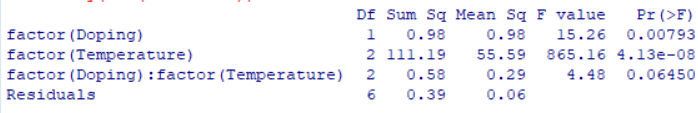 Df Sum Sq Mean Sq F value Pr(>F)
factor(Doping) 1 0.98 0.98 15.26 0.00793
factor(Temperature) 2 111.19 55.59 865.16 4.13e-08
factor(Doping):factor(Temperature) 2 0.58 0.29 4.48 0.06450
Residuals 6 0.39 0.06